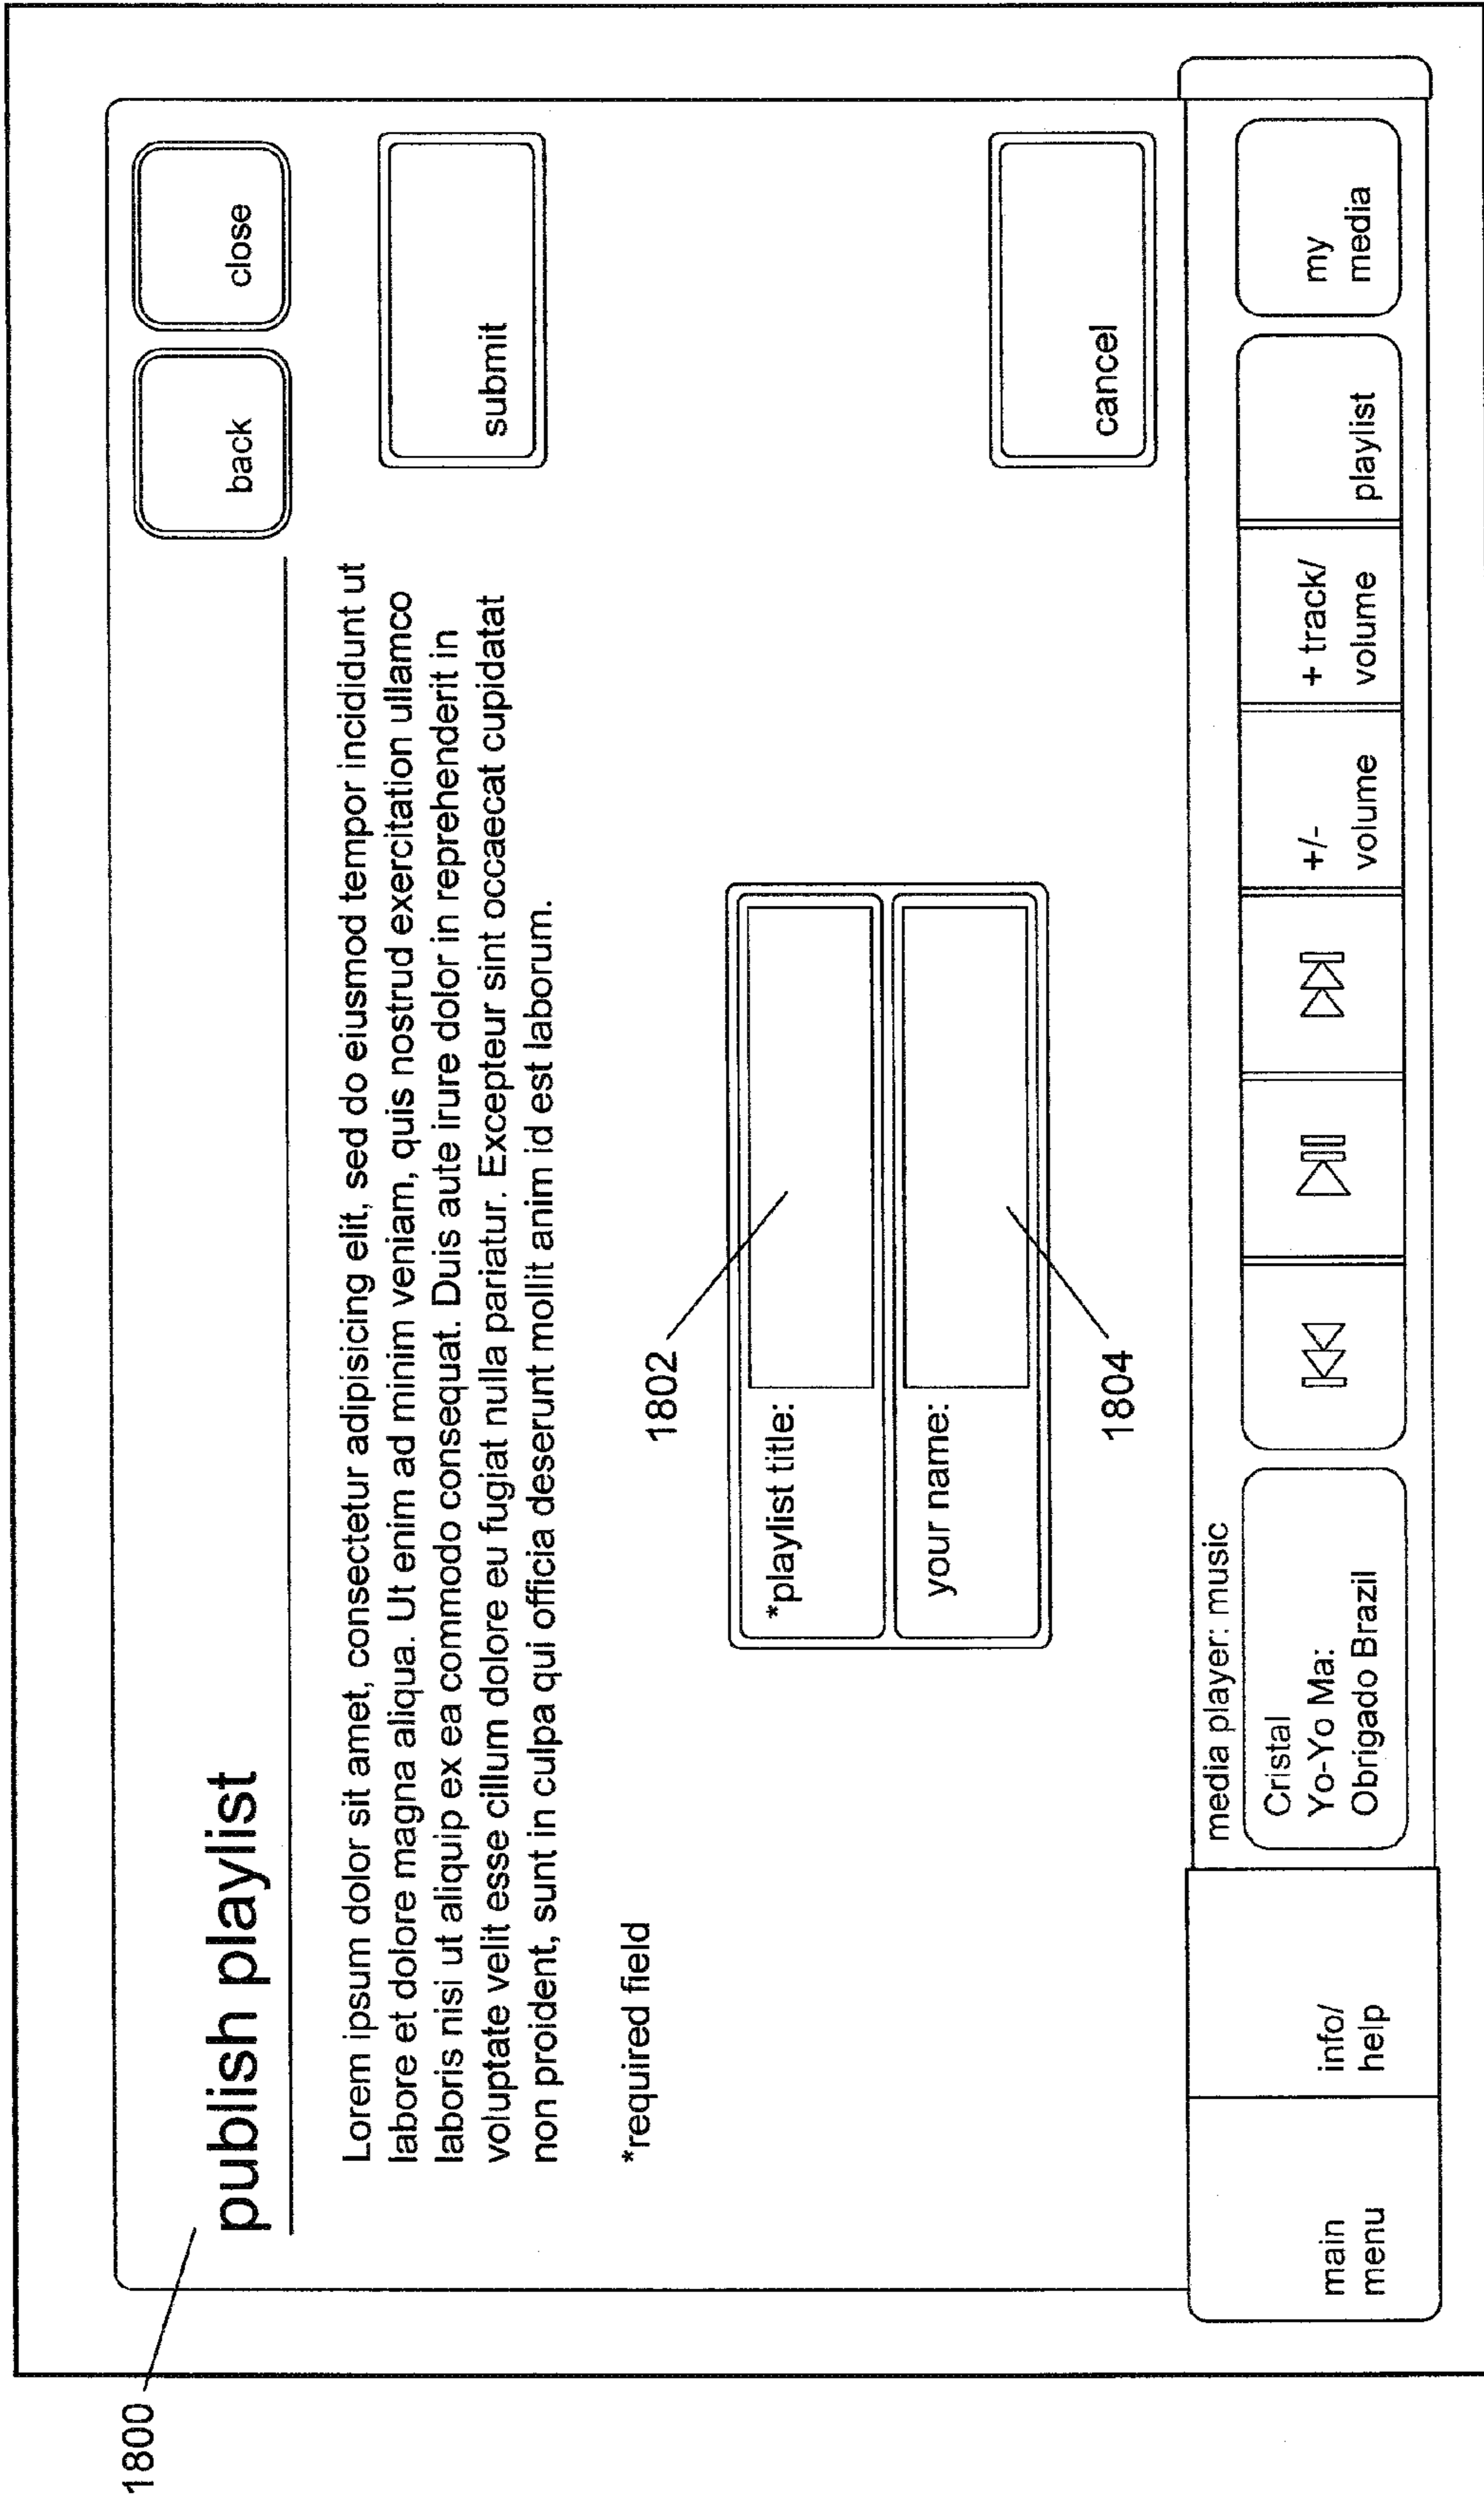 1800
publish playlist
back
close
Lorem ipsum dolor sit amet, consectetur adipisicing elit, sed do eiusmod tempor incididunt ut
labore et dolore magna aliqua. Ut enim ad minim veniam, quis nostrud exercitation ullamco
laboris nisi ut aliquip ex ea commodo consequat. Duis aute irure dolor in reprehenderit in
voluptate velit esse cillum dolore eu fugiat nulla pariatur. Excepteur sint occaecat cupidatat
non proident, sunt in culpa qui officia deserunt mollit anim id est laborum.
submit
*required field
1802
*playlist title:
your name:
1804
cancel
media player: music
main
menu
info/
help
Cristal
Yo-Yo Ma:
Obrigado Brazil
+/-
volume
+ track/
volume
playlist
my
media